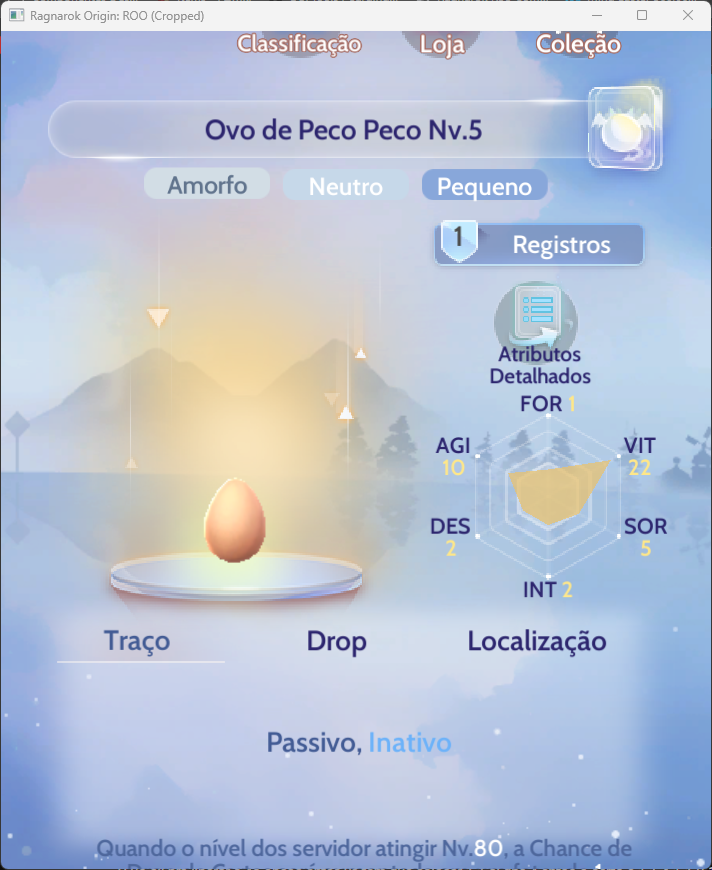 Ragnarok Origin: ROO (Cropped)
Classificação Loja Coleção
Ovo de Peco Peco Nv.5
Amorfo Neutro Pequeno
1 Registros
Atributos
Detalhados
FOR 1
AGI VIT
10 22
DES SOR
2 5
INT 2
Traço Drop Localização
Passivo, Inativo
Quando o nível dos servidor atingir Nv.80, a Chance de